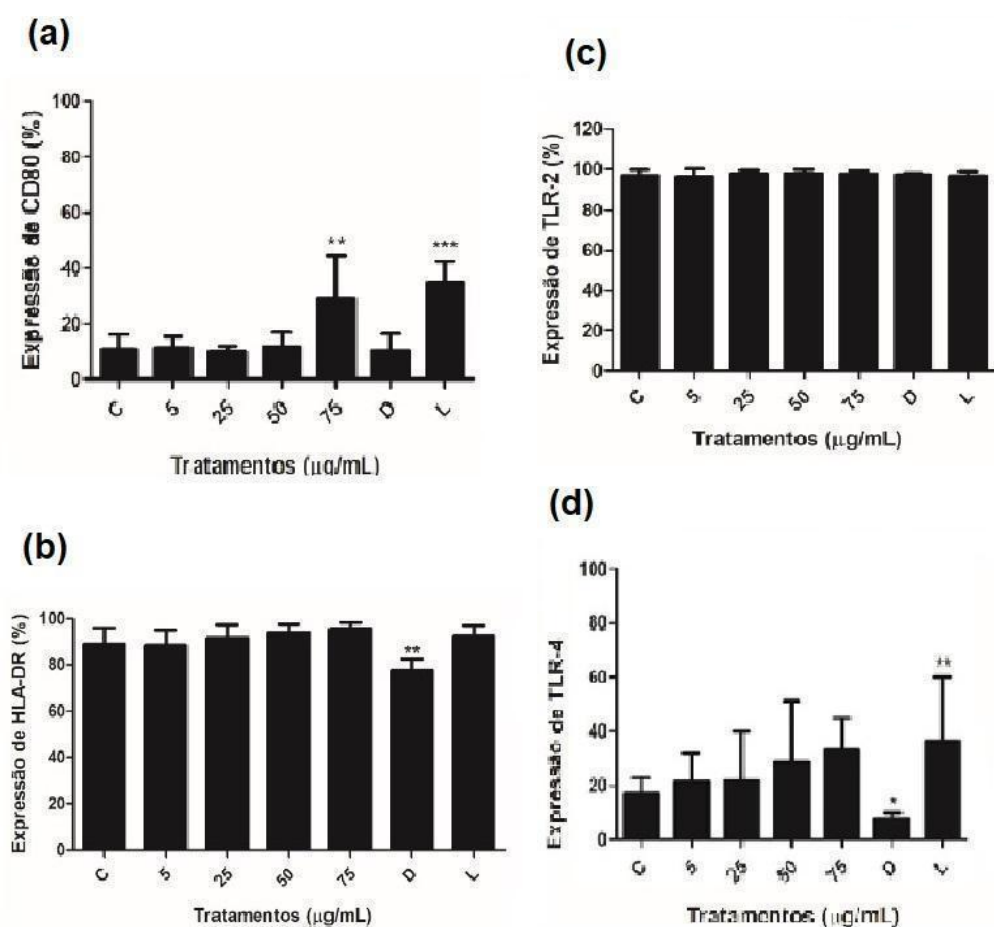 (a)
Expressão de CD80 (%)
100
80
60
40
20
0
**
***
C 5 25 50 75 D L
Tratamentos (µg/mL)
(c)
Expressão de TLR-2 (%)
120
100
80
60
40
20
0
C 5 25 50 75 D L
Tratamentos (µg/mL)
(b)
Expressão de HLA-DR (%)
100
80
60
40
20
0
**
C 5 25 50 75 D L
Tratamentos (µg/mL)
(d)
Expressão de TLR-4
100
80
60
40
20
0
*
**
C 5 25 50 75 D L
Tratamentos (µg/mL)